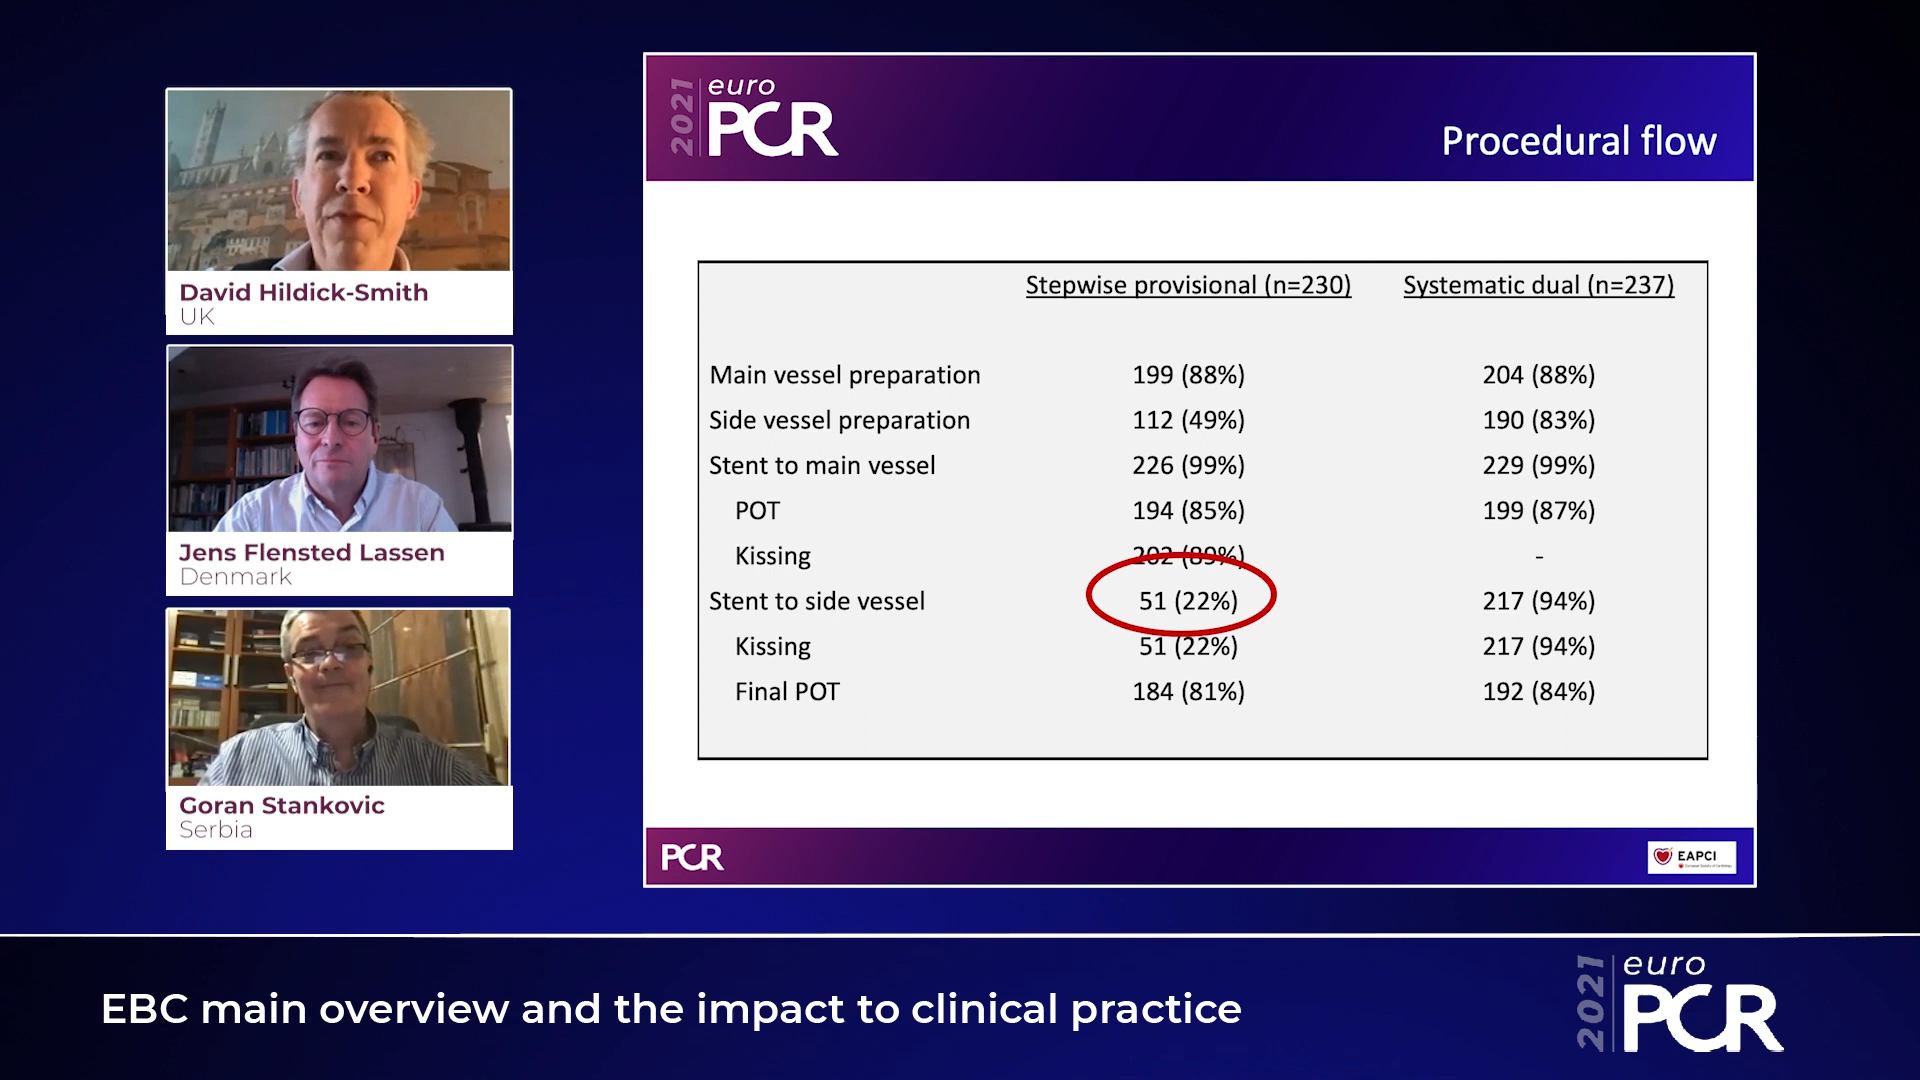 David Hildick-Smith
UK
Jens Flensted Lassen
Denmark
Goran Stankovic
Serbia
2021 euro PCR
Procedural flow
Stepwise provisional (n=230) Systematic dual (n=237)
Main vessel preparation 199 (88%) 204 (88%)
Side vessel preparation 112 (49%) 190 (83%)
Stent to main vessel 226 (99%) 229 (99%)
POT 194 (85%) 199 (87%)
Kissing 202 (89%) -
Stent to side vessel 51 (22%) 217 (94%)
Kissing 51 (22%) 217 (94%)
Final POT 184 (81%) 192 (84%)
PCR
EAPCI
EBC main overview and the impact to clinical practice
2021 euro PCR